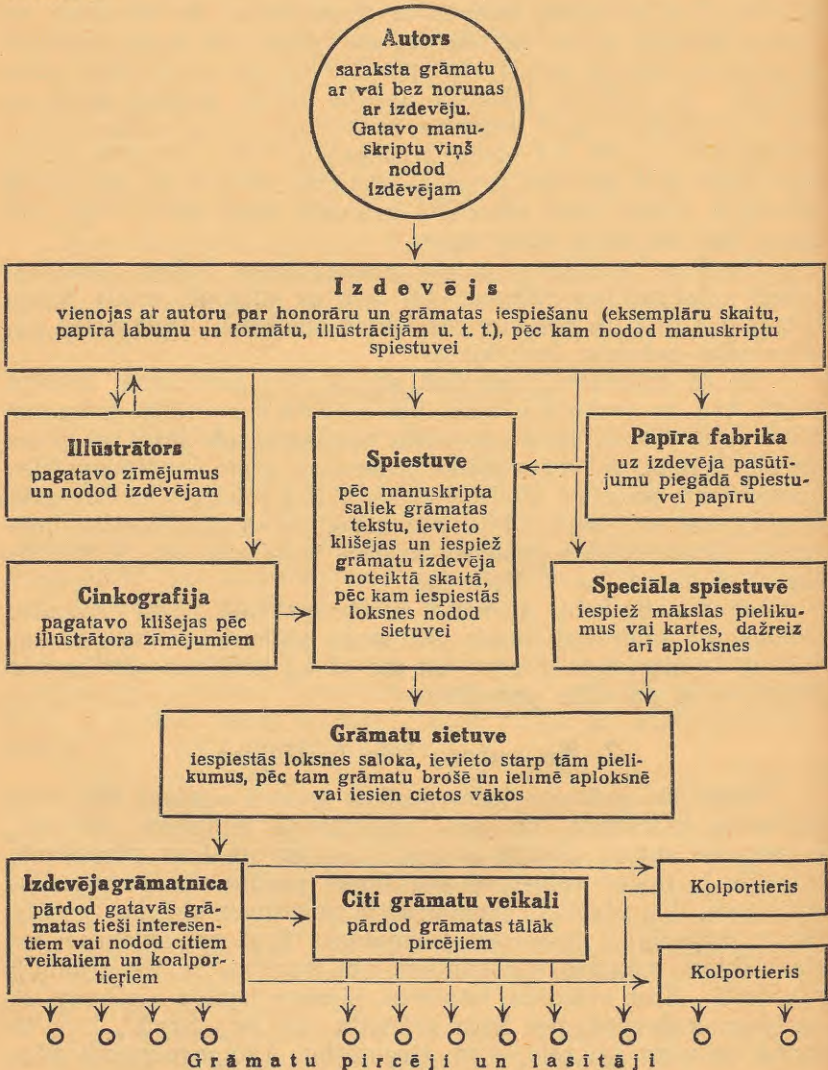 Autors
saraksta grāmatu
ar vai bez norunas
ar izdevēju.
Gatavo manu-
skriptu viņš
nodod
izdēvējam
Izdevējs
vienojas ar autoru par honorāru un grāmatas iespiešanu (eksemplāru skaitu,
papīra labumu un formātu, illūstrācijām u. t. t.), pēc kam nodod manuskriptu
spiestuvei
Illūstrātors
pagatavo zīmējumus
un nodod izdevējam
Spiestuve
pēc manuskripta
saliek grāmatas
tekstu, ievieto
klišejas un iespiež
grāmatu izdevēja
noteiktā skaitā,
pēc kam iespiestās
loksnes nodod
sietuvei
Papīra fabrika
uz izdevēja pasūtī-
jumu piegādā spiestu-
vei papīru
Cinkografija
pagatavo klišejas pēc
illūstrātora zīmējumiem
Speciāla spiestuvē
iespiež mākslas pieliku-
mus vai kartes, dažreiz
arī aploksnes
Grāmatu sietuve
iespiestās loksnes saloka, ievieto starp tām pieli-
kumus, pēc tam grāmatu brošē un ielīmē aploksnē
vai iesien cietos vākos
Izdevēja grāmatnīca
pārdod gatavās grā-
matas tieši interesen-
tiem vai nodod citiem
veikaliem un koalpor-
tieŗiem
Citi grāmatu veikali
pārdod grāmatas tālāk
pircējiem
Kolportieris
Kolportieris
Grāmatu pircēji un lasītāji